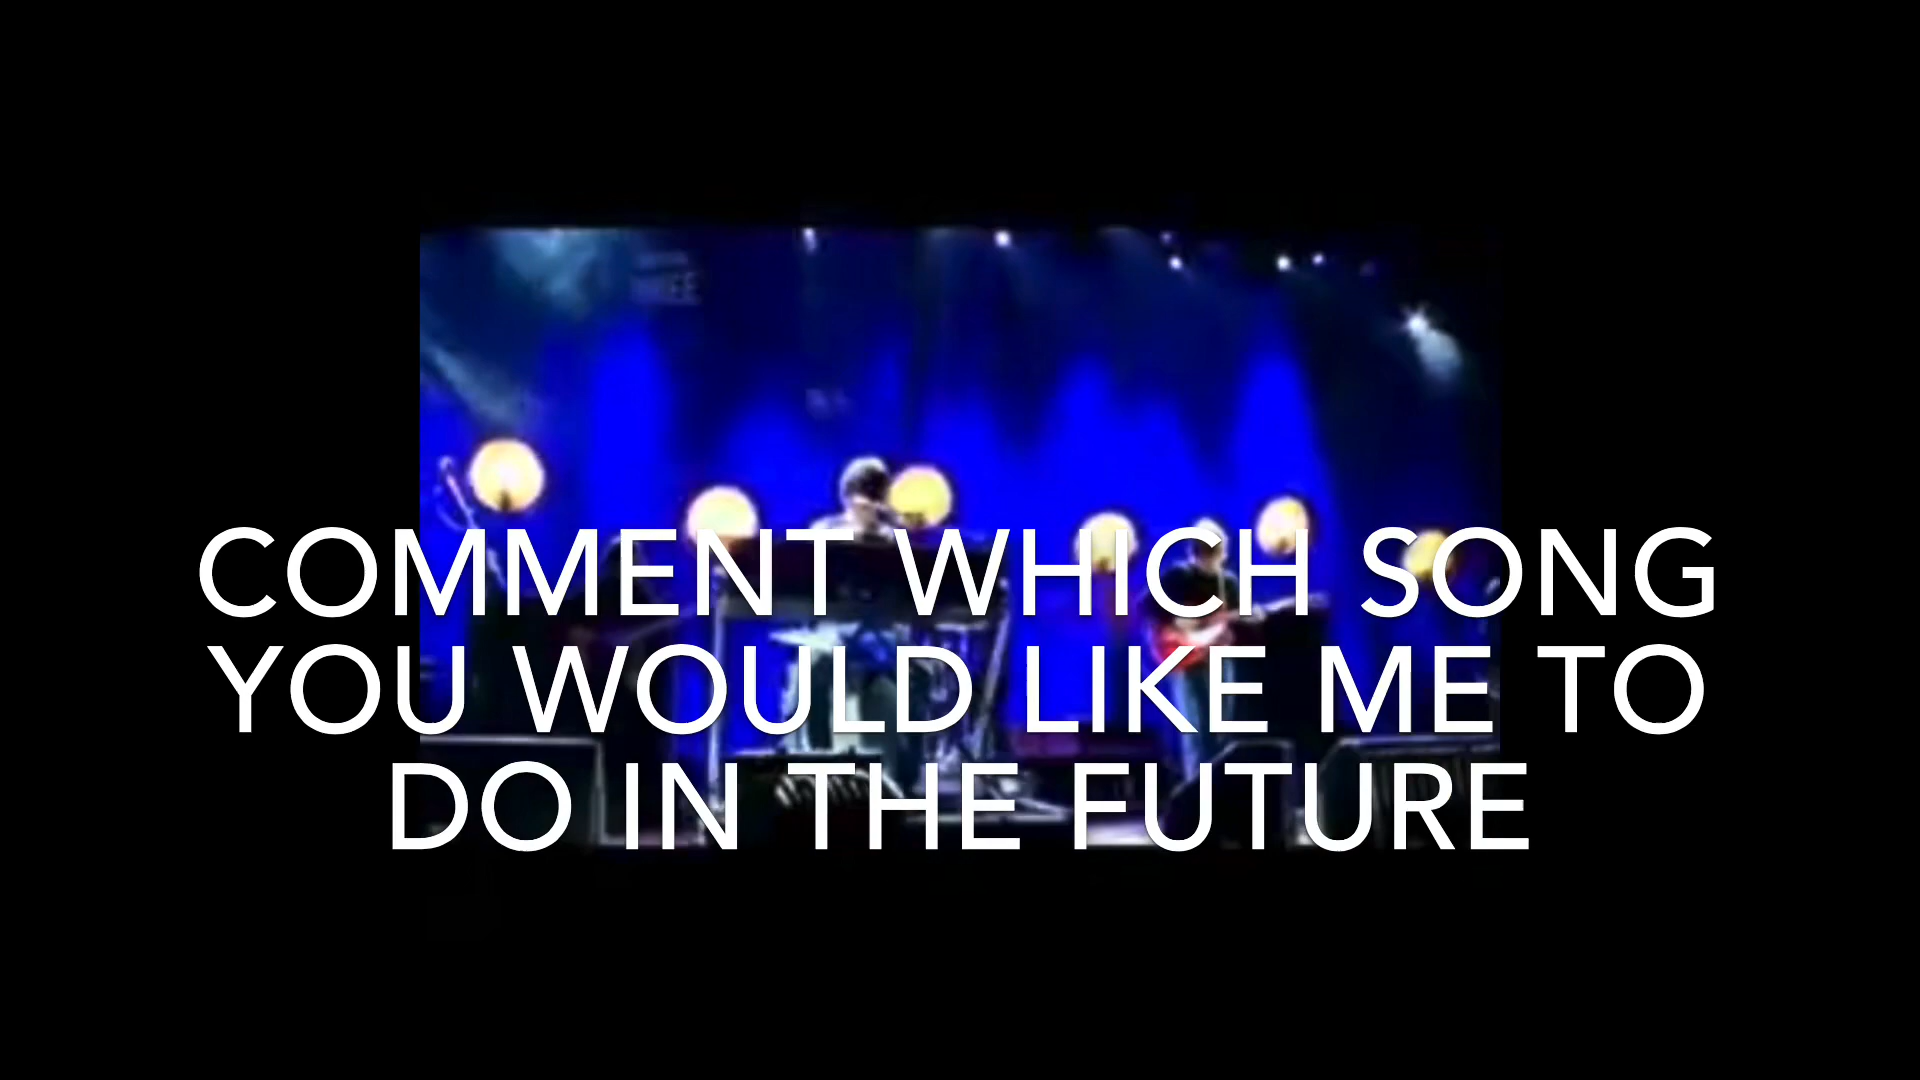 COMMENT WHICH SONG
YOU WOULD LIKE ME TO
DO IN THE FUTURE